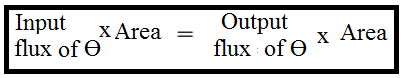 Input flux of Ө x Area = Output flux of Ө x Area